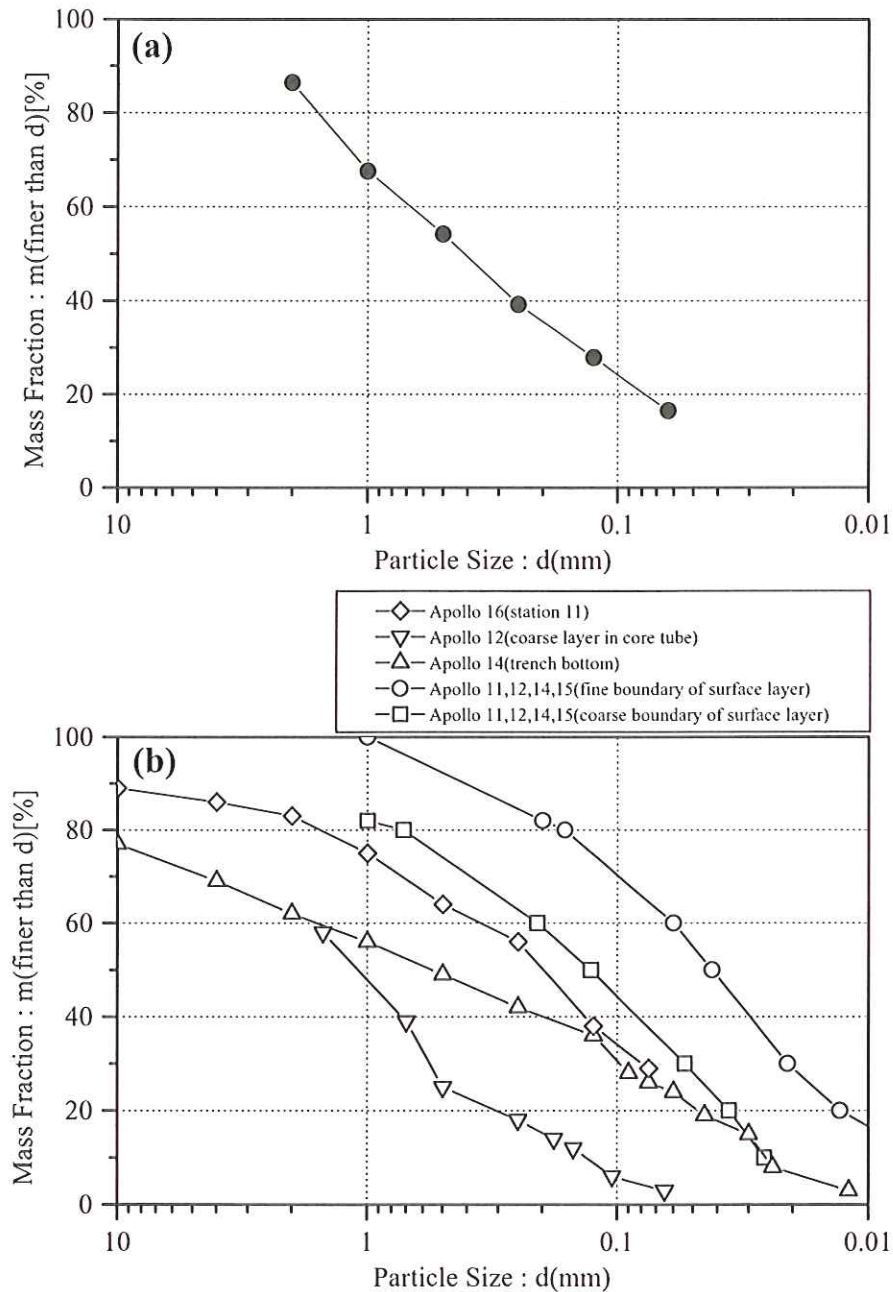 (a)
Mass Fraction : m(finer than d)[%]
100
80
60
40
20
0
10
1
0.1
0.01
Particle Size : d(mm)
Apollo 16(station 11)
Apollo 12(coarse layer in core tube)
Apollo 14(trench bottom)
Apollo 11,12,14,15(fine boundary of surface layer)
Apollo 11,12,14,15(coarse boundary of surface layer)
(b)
Mass Fraction : m(finer than d)[%]
100
80
60
40
20
0
10
1
0.1
0.01
Particle Size : d(mm)